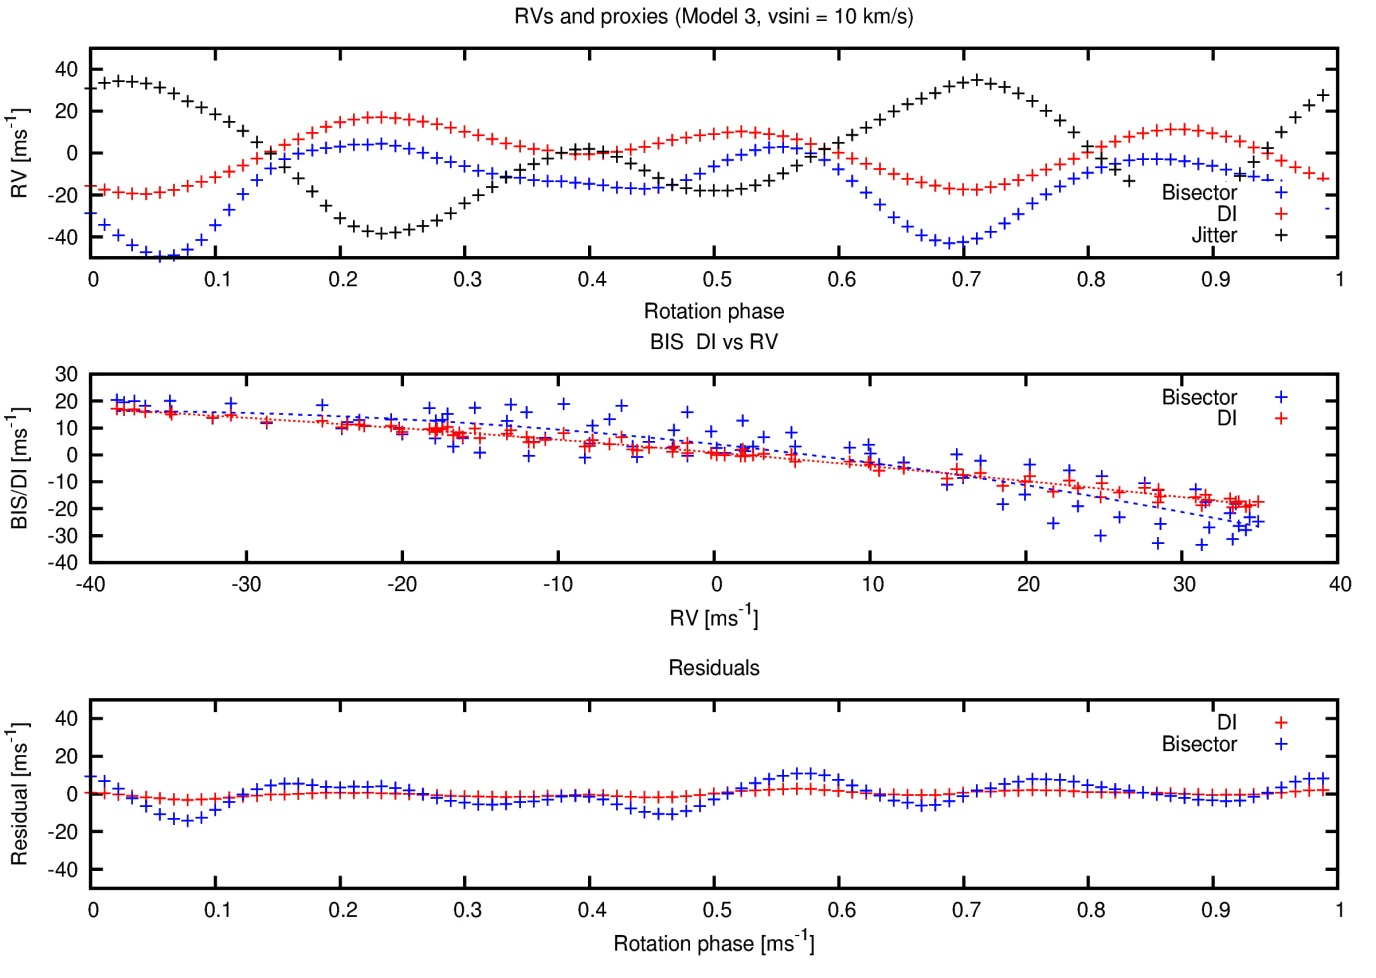 RVs and proxies (Model 3, vsini = 10 km/s)
RV [ms-1]
40
20
0
-20
-40
Bisector
DI
Jitter
0 0.1 0.2 0.3 0.4 0.5 0.6 0.7 0.8 0.9 1
Rotation phase
BIS DI vs RV
BIS/DI [ms-1]
30
20
10
0
-10
-20
-30
-40
Bisector
DI
-40 -30 -20 -10 0 10 20 30 40
RV [ms-1]
Residuals
Residual [ms-1]
40
20
0
-20
-40
DI
Bisector
0 0.1 0.2 0.3 0.4 0.5 0.6 0.7 0.8 0.9 1
Rotation phase [ms-1]